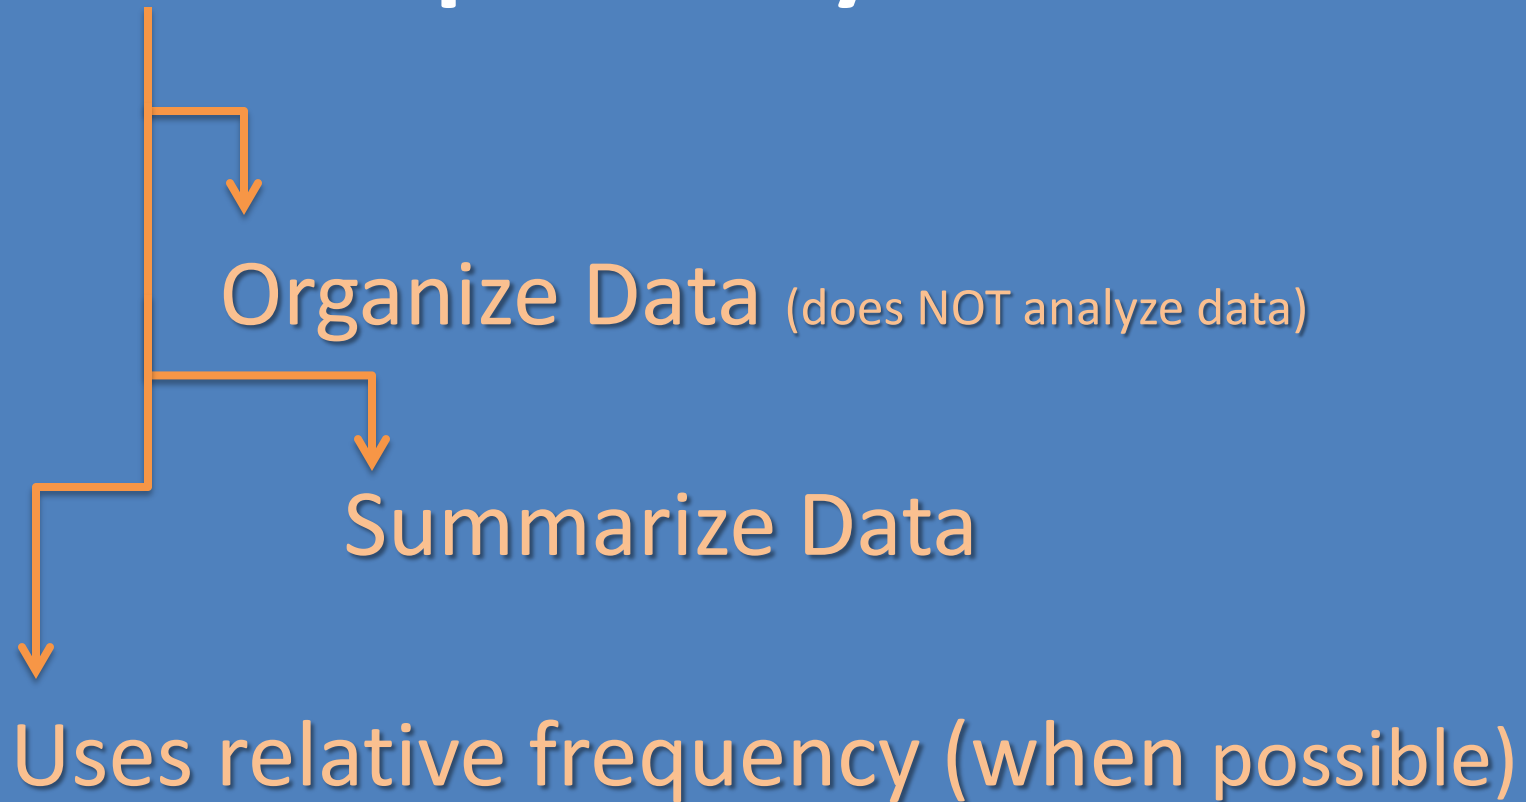 Organize Data (does NOT analyze data)
Summarize Data
Uses relative frequency (when possible)